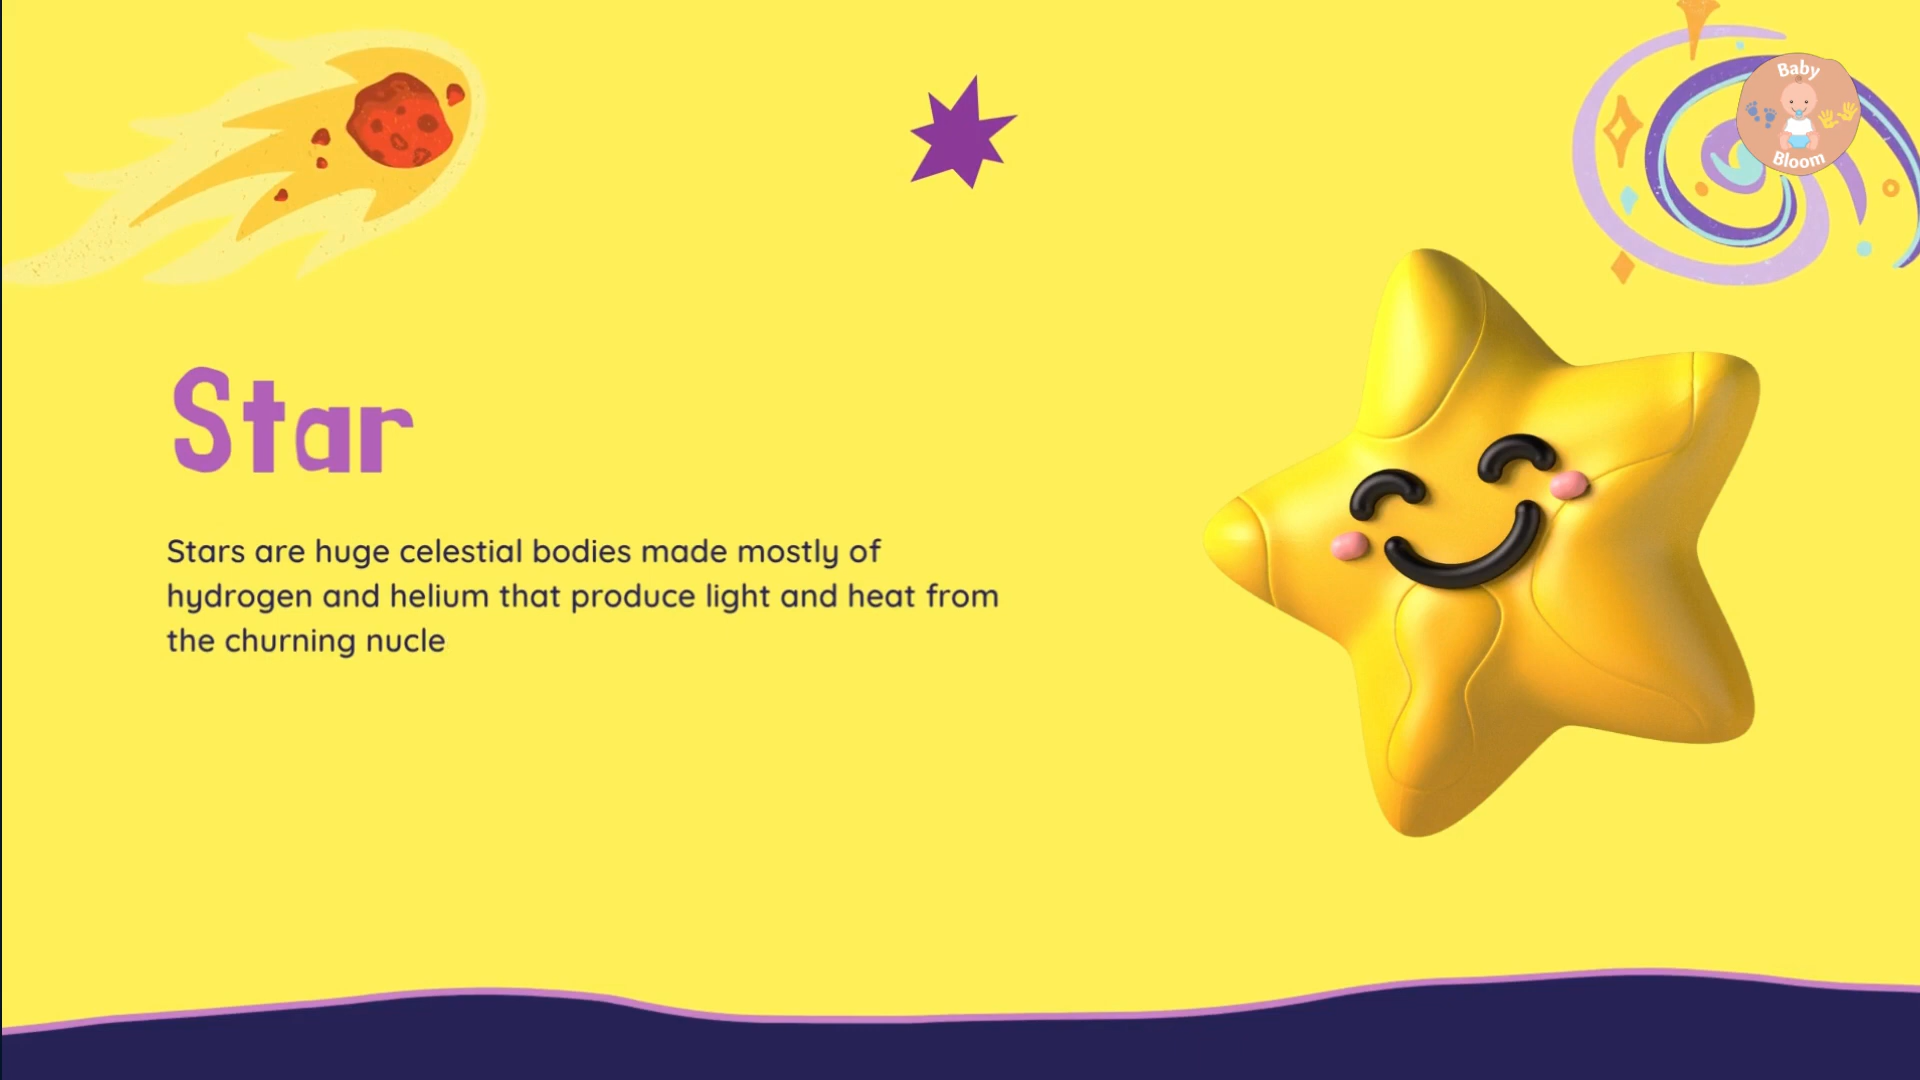 Baby
Bloom
Star
Stars are huge celestial bodies made mostly of
hydrogen and helium that produce light and heat from
the churning nucle